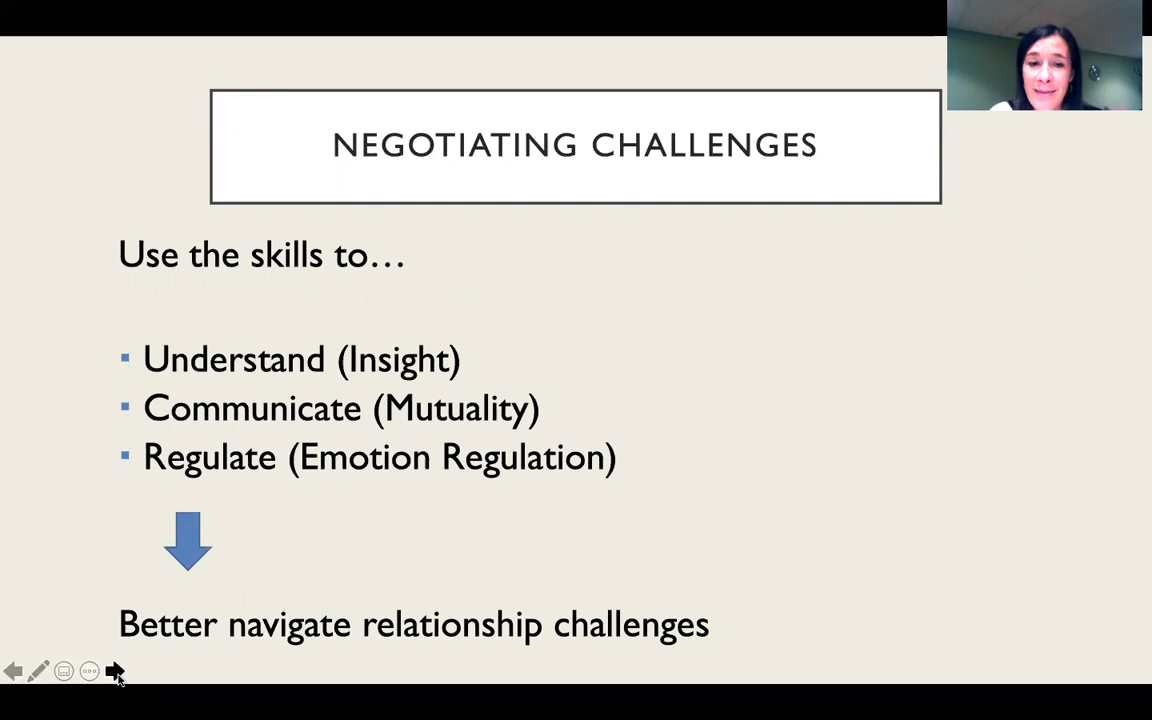 NEGOTIATING CHALLENGES
Use the skills to…
▪ Understand (Insight)
▪ Communicate (Mutuality)
▪ Regulate (Emotion Regulation)
Better navigate relationship challenges